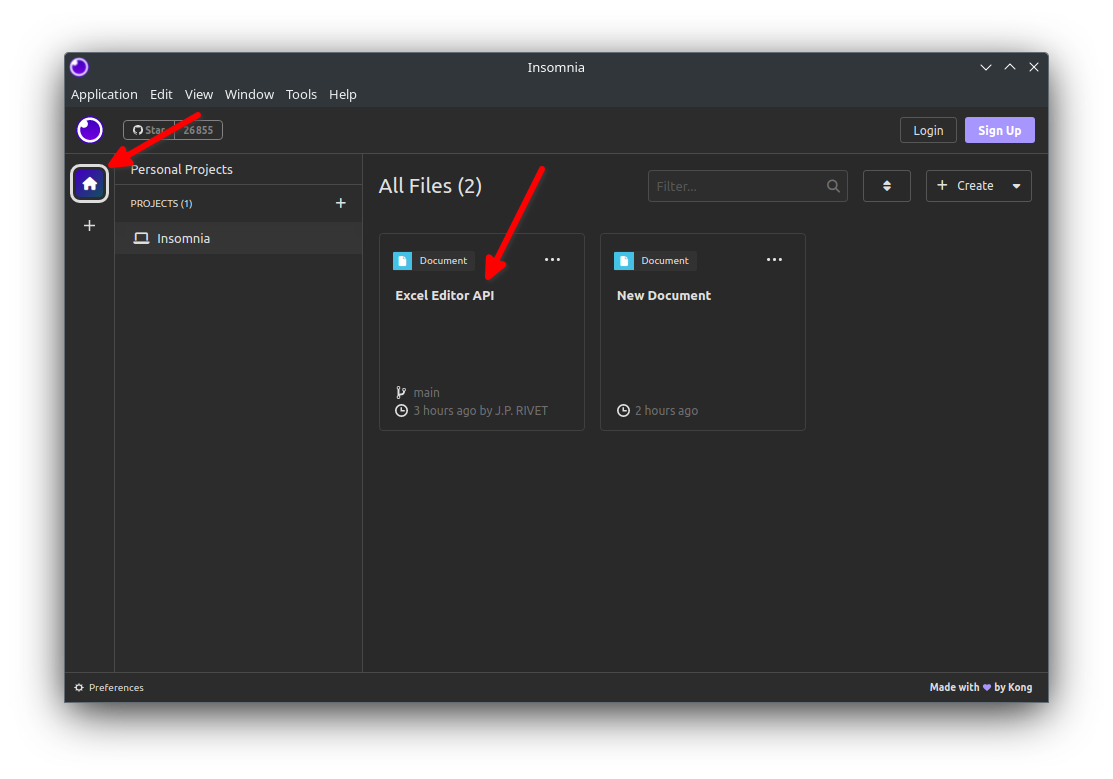 Insomnia
Application Edit View Window Tools Help
Star 26855
Login Sign Up
Personal Projects
PROJECTS (1) +
Insomnia
All Files (2)
Filter...
+ Create
Document ...
Excel Editor API
main
3 hours ago by J.P. RIVET
Document ...
New Document
2 hours ago
Preferences
Made with ♥ by Kong